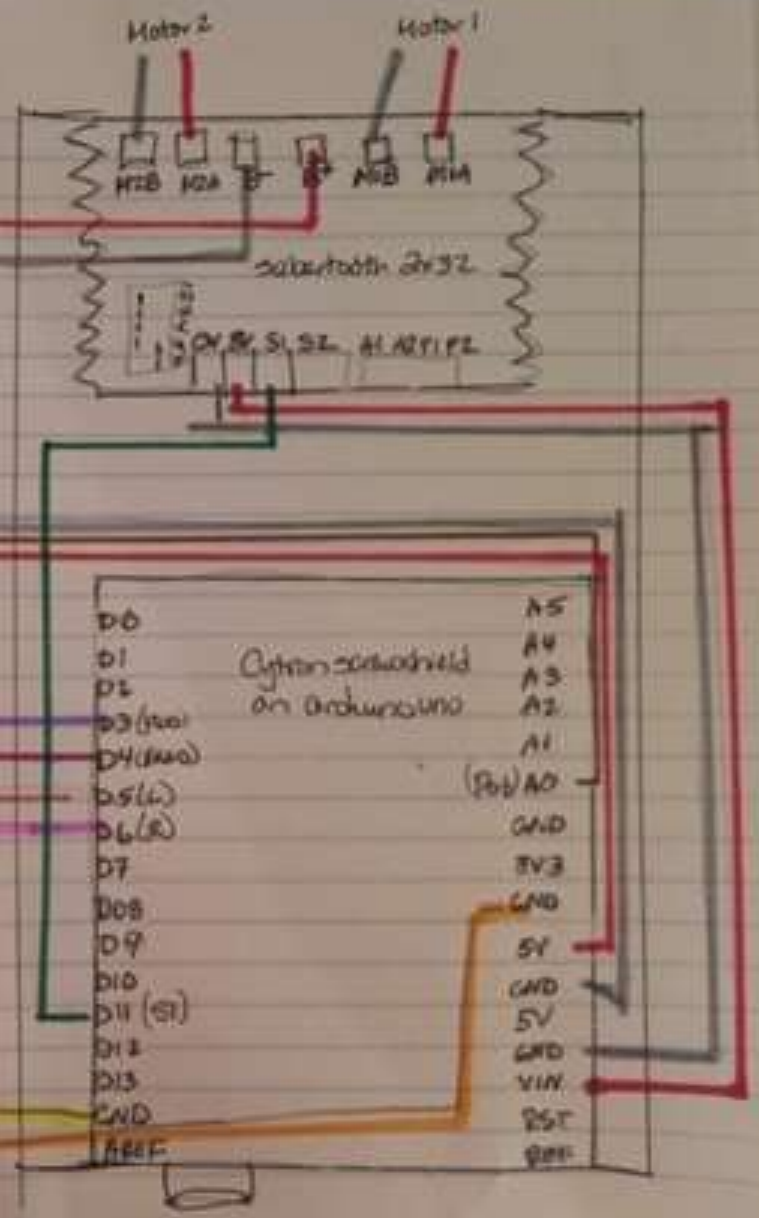 Motor 2
Motor 1
M2B M2A B- B+ M1B M1A
sabertooth 2x32
0V 5V S1 S2 A1 A2 P1 P2
Cytron screwshield
on arduino uno
D0
D1
D2
D3
D4
D5(L)
D6(R)
D7
D08
D9
D10
D11 (S1)
D12
D13
GND
AREF
A5
A4
A3
A2
A1
(Pot) A0
GND
3V3
GND
5V
GND
5V
GND
VIN
RST